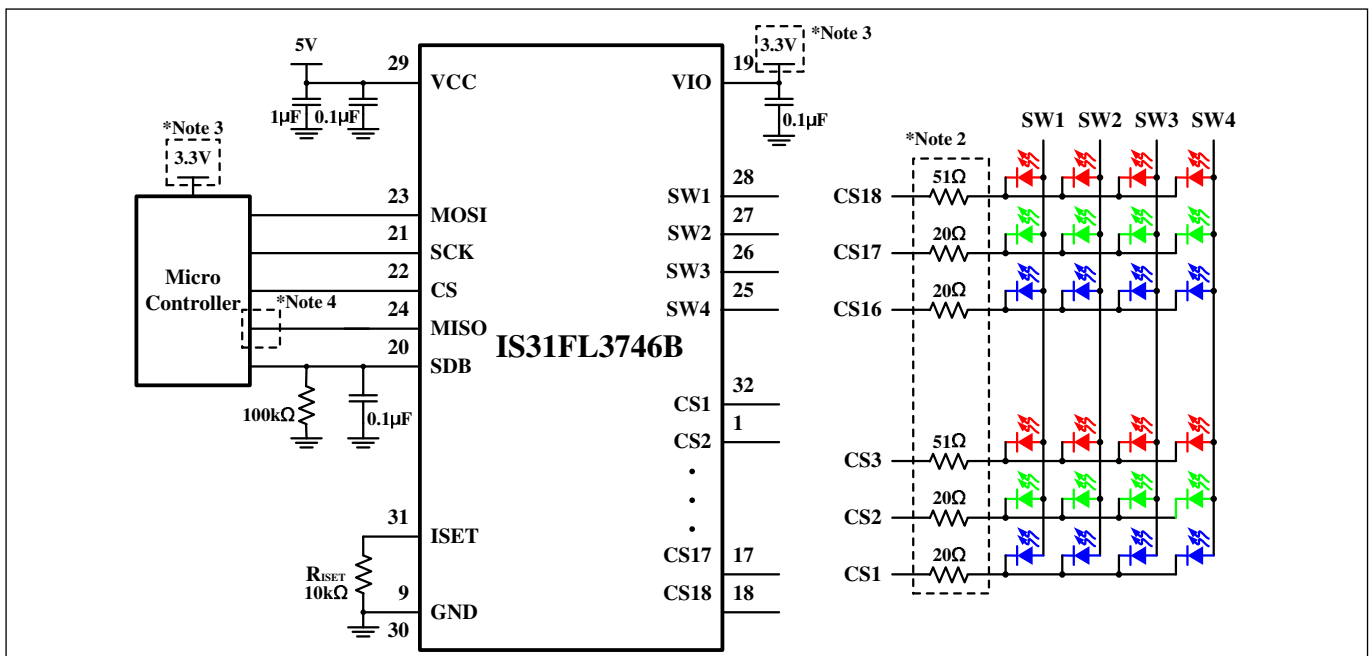 5V
29
VCC
1µF
0.1µF
*Note 3
3.3V
Micro
Controller
23
MOSI
21
SCK
22
CS
*Note 4
24
MISO
20
SDB
100kΩ
0.1µF
31
ISET
RISET
10kΩ
9
GND
30
IS31FL3746B
*Note 3
3.3V
19
VIO
0.1µF
28
SW1
27
SW2
26
SW3
25
SW4
32
CS1
1
CS2
17
CS17
18
CS18
SW1 SW2 SW3 SW4
*Note 2
CS18 51Ω
CS17 20Ω
CS16 20Ω
CS3 51Ω
CS2 20Ω
CS1 20Ω